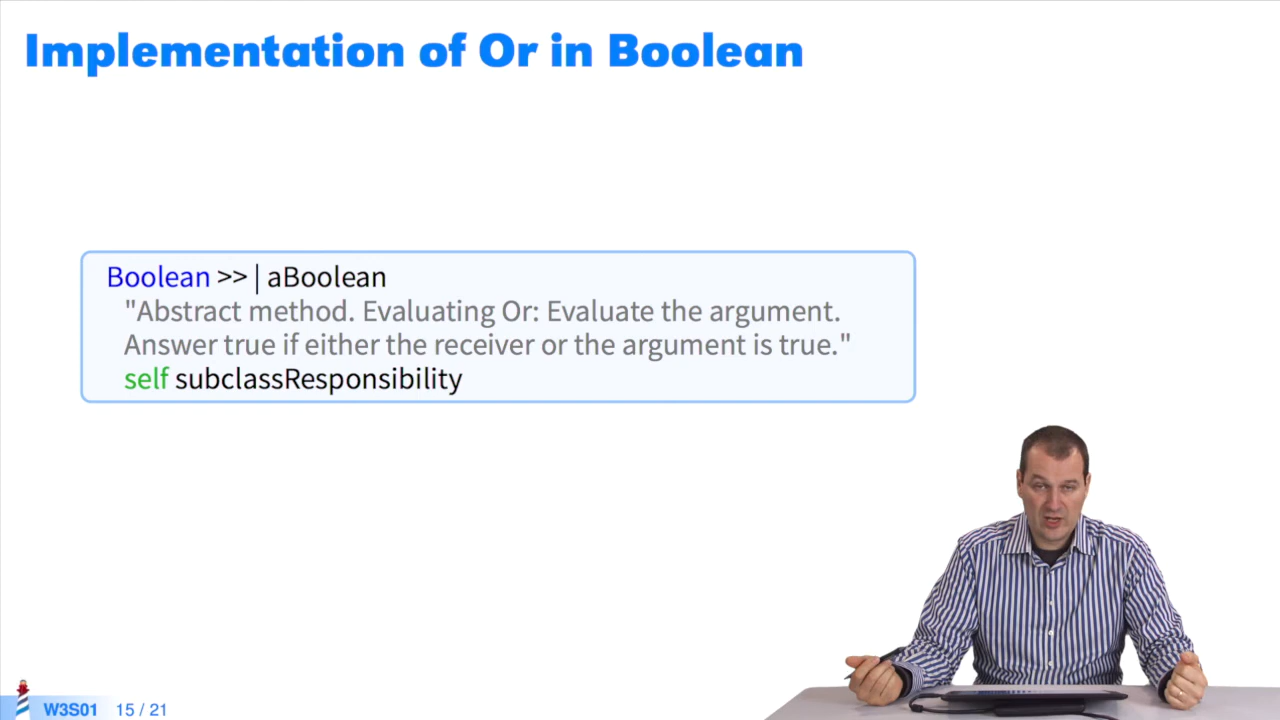 Implementation of Or in Boolean
Boolean >> | aBoolean
"Abstract method. Evaluating Or: Evaluate the argument.
Answer true if either the receiver or the argument is true."
self subclassResponsibility
W3S01 15 / 21